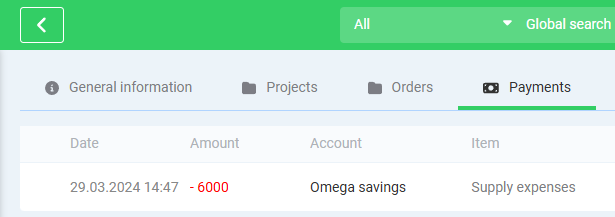 All Global search
General information Projects Orders Payments
Date Amount Account Item
29.03.2024 14:47 - 6000 Omega savings Supply expenses